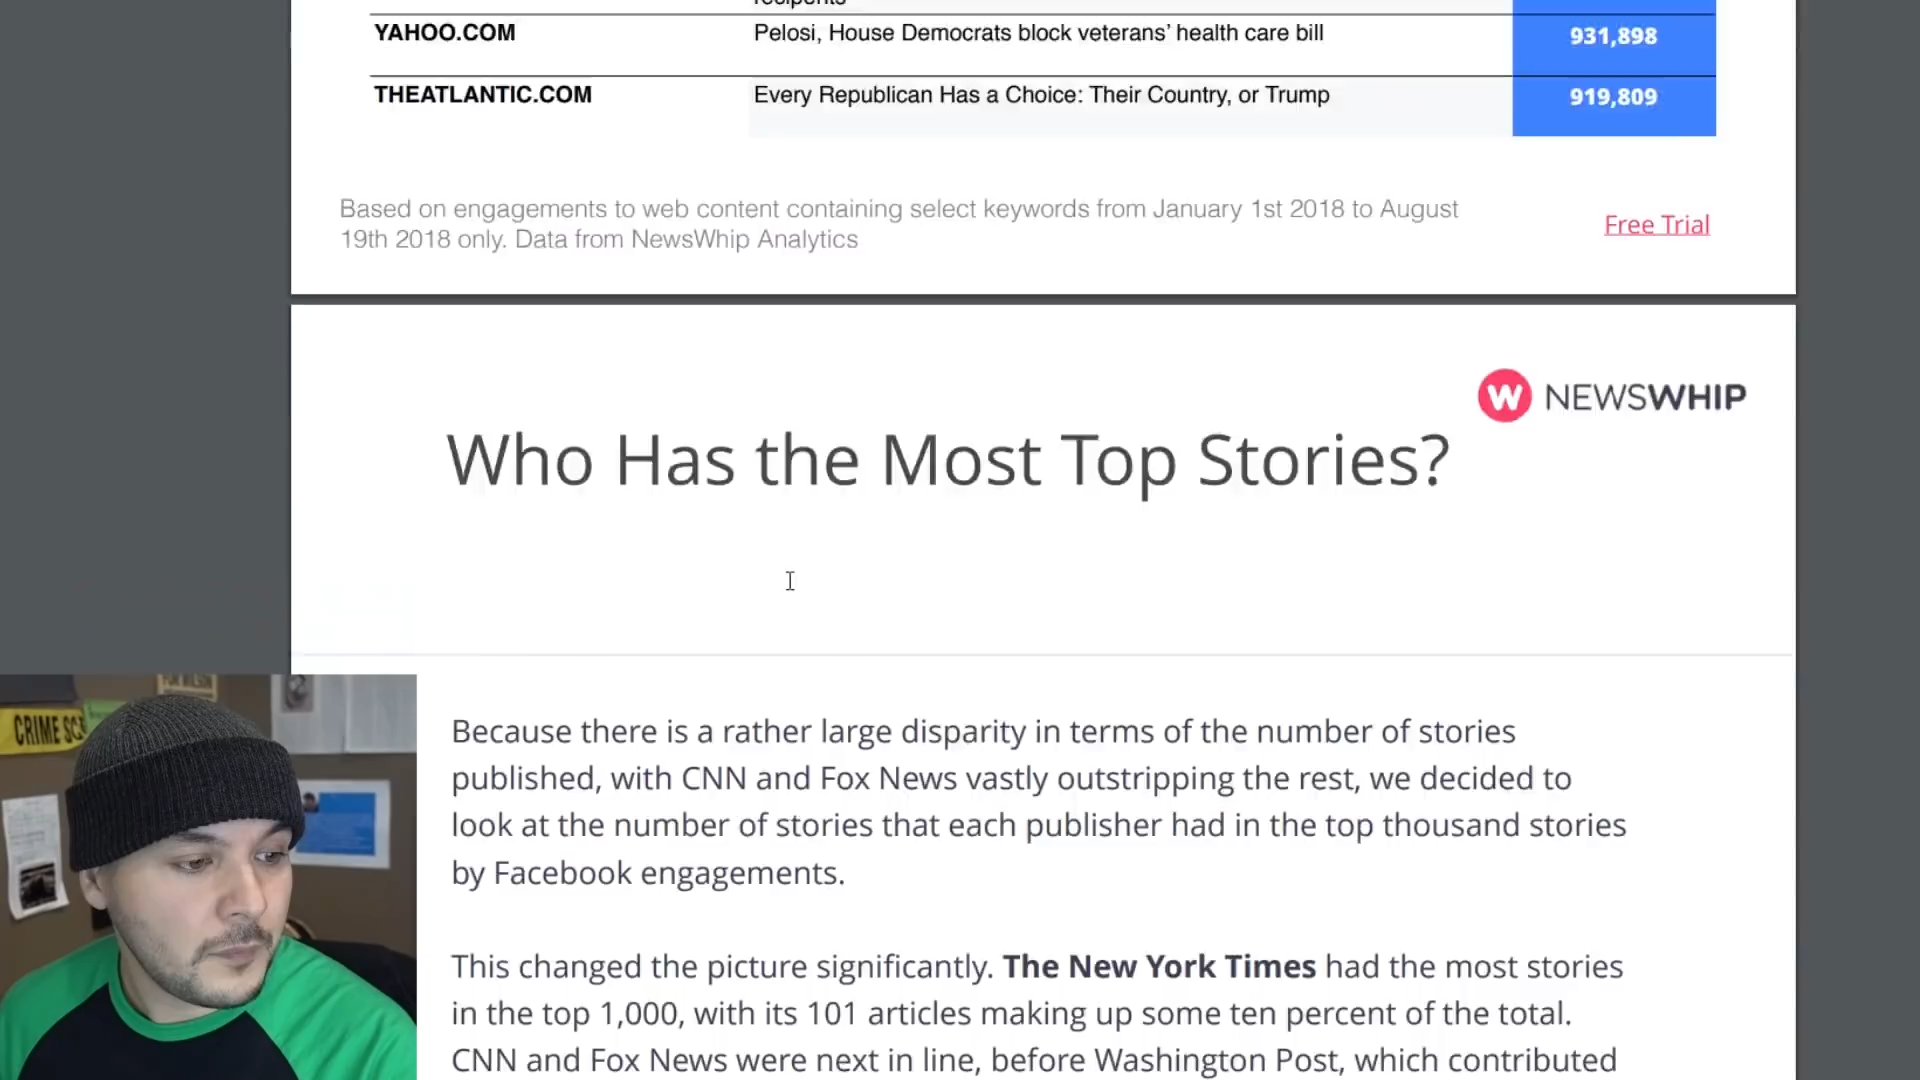 recipients
YAHOO.COM Pelosi, House Democrats block veterans’ health care bill 931,898
THEATLANTIC.COM Every Republican Has a Choice: Their Country, or Trump 919,809
Based on engagements to web content containing select keywords from January 1st 2018 to August
19th 2018 only. Data from NewsWhip Analytics
Free Trial
W NEWSWHIP
Who Has the Most Top Stories?
Because there is a rather large disparity in terms of the number of stories
published, with CNN and Fox News vastly outstripping the rest, we decided to
look at the number of stories that each publisher had in the top thousand stories
by Facebook engagements.
This changed the picture significantly. The New York Times had the most stories
in the top 1,000, with its 101 articles making up some ten percent of the total.
CNN and Fox News were next in line, before Washington Post, which contributed
CRIME SC